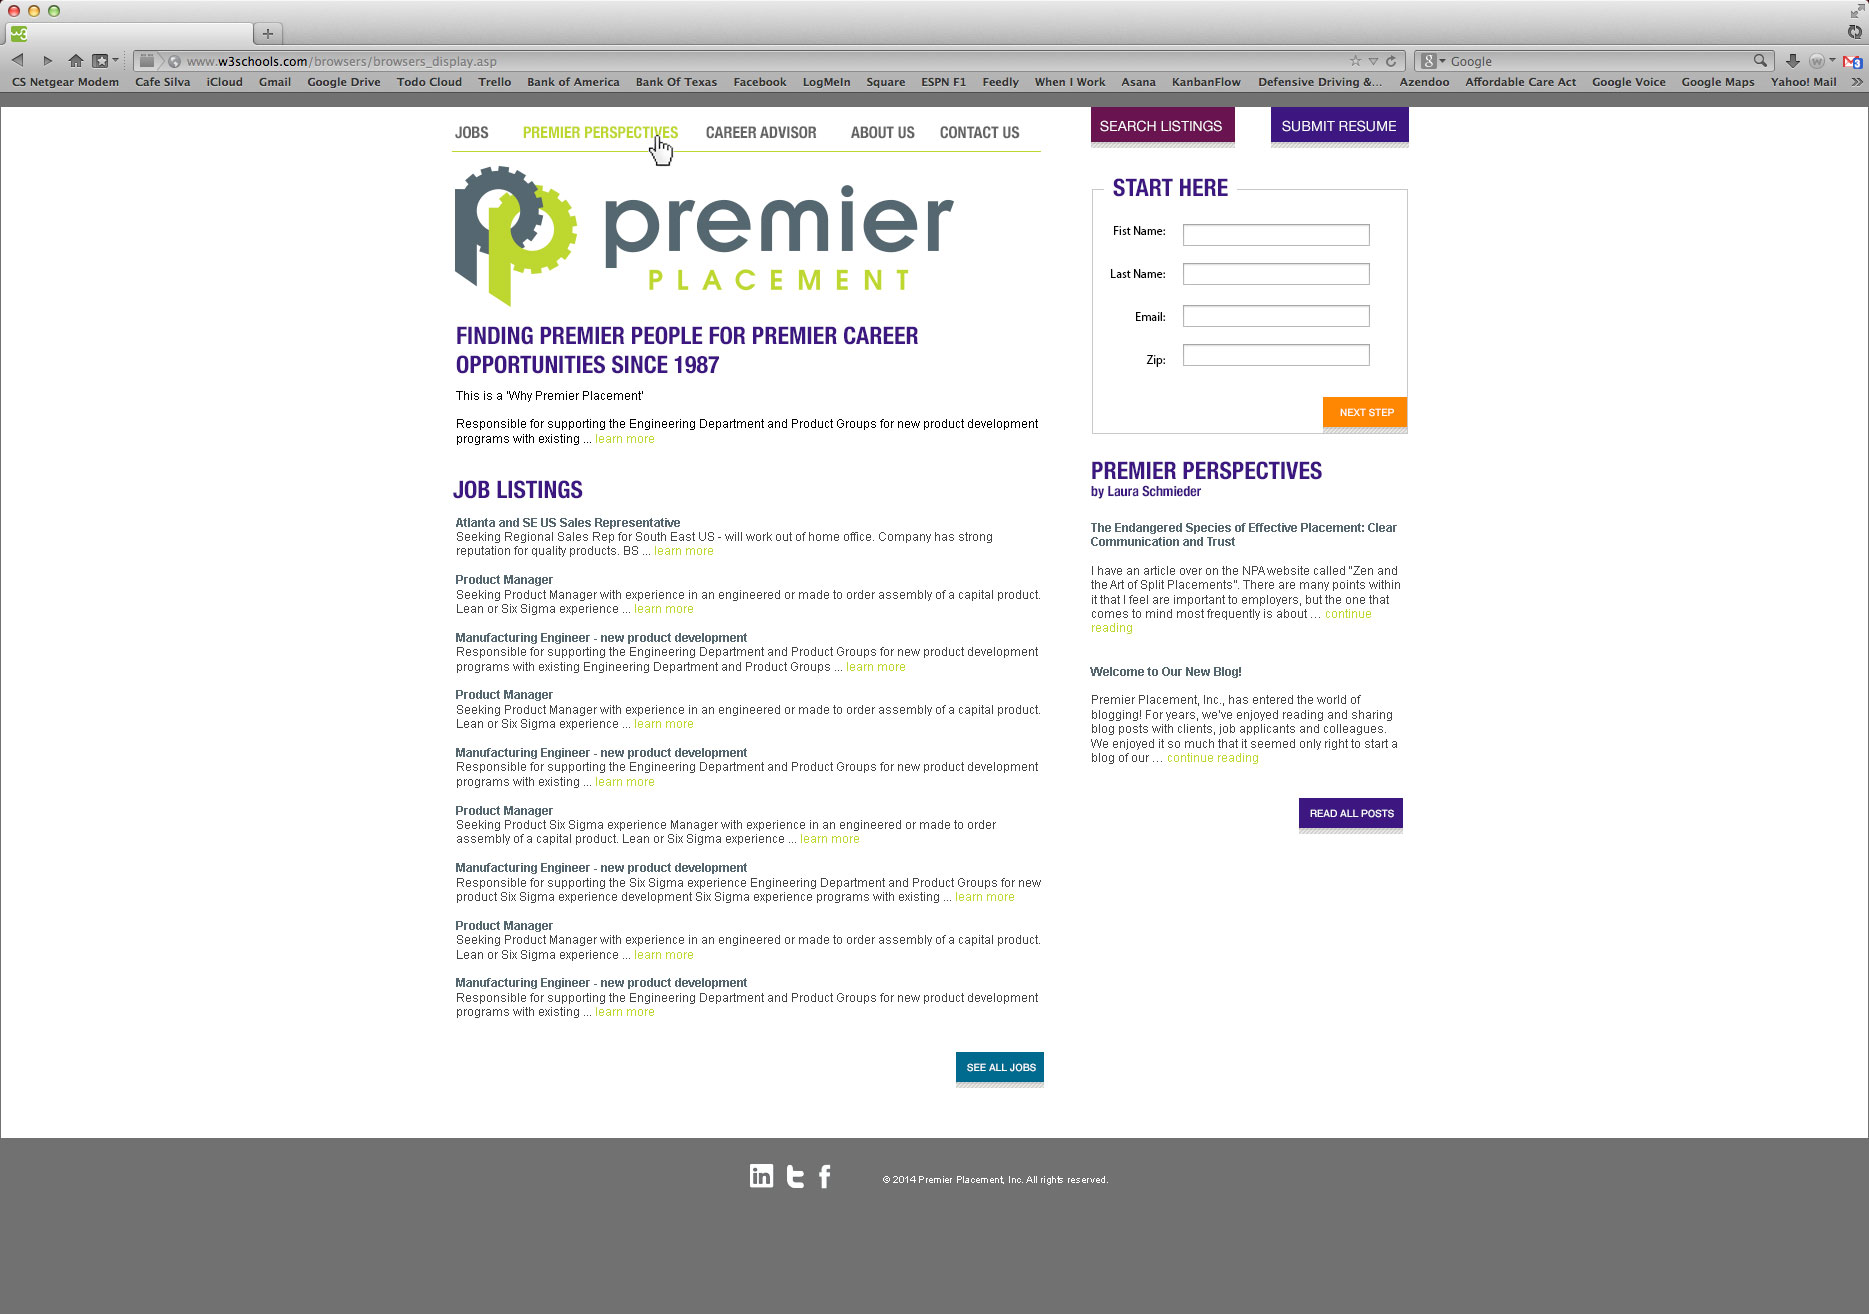 www.w3schools.com/browsers/browsers_display.asp
Google
CS Netgear Modem Cafe Silva iCloud Gmail Google Drive Todo Cloud Trello Bank of America Bank Of Texas Facebook LogMeIn Square ESPN F1 Feedly When I Work Asana KanbanFlow Defensive Driving &... Azendoo Affordable Care Act Google Voice Google Maps Yahoo! Mail
JOBS PREMIER PERSPECTIVES CAREER ADVISOR ABOUT US CONTACT US
SEARCH LISTINGS
SUBMIT RESUME
premier
PLACEMENT
FINDING PREMIER PEOPLE FOR PREMIER CAREER
OPPORTUNITIES SINCE 1987
This is a 'Why Premier Placement'
Responsible for supporting the Engineering Department and Product Groups for new product development
programs with existing ... learn more
JOB LISTINGS
Atlanta and SE US Sales Representative
Seeking Regional Sales Rep for South East US - will work out of home office. Company has strong
reputation for quality products. BS ... learn more
Product Manager
Seeking Product Manager with experience in an engineered or made to order assembly of a capital product.
Lean or Six Sigma experience ... learn more
Manufacturing Engineer - new product development
Responsible for supporting the Engineering Department and Product Groups for new product development
programs with existing Engineering Department and Product Groups ... learn more
Product Manager
Seeking Product Manager with experience in an engineered or made to order assembly of a capital product.
Lean or Six Sigma experience ... learn more
Manufacturing Engineer - new product development
Responsible for supporting the Engineering Department and Product Groups for new product development
programs with existing ... learn more
Product Manager
Seeking Product Six Sigma experience Manager with experience in an engineered or made to order
assembly of a capital product. Lean or Six Sigma experience ... learn more
Manufacturing Engineer - new product development
Responsible for supporting the Six Sigma experience Engineering Department and Product Groups for new
product Six Sigma experience development Six Sigma experience programs with existing ... learn more
Product Manager
Seeking Product Manager with experience in an engineered or made to order assembly of a capital product.
Lean or Six Sigma experience ... learn more
Manufacturing Engineer - new product development
Responsible for supporting the Engineering Department and Product Groups for new product development
programs with existing ... learn more
SEE ALL JOBS
START HERE
Fist Name:
Last Name:
Email:
Zip:
NEXT STEP
PREMIER PERSPECTIVES
by Laura Schmieder
The Endangered Species of Effective Placement: Clear
Communication and Trust
I have an article over on the NPA website called "Zen and
the Art of Split Placements". There are many points within
it that I feel are important to employers, but the one that
comes to mind most frequently is about ... continue
reading
Welcome to Our New Blog!
Premier Placement, Inc., has entered the world of
blogging! For years, we've enjoyed reading and sharing
blog posts with clients, job applicants and colleagues.
We enjoyed it so much that it seemed only right to start a
blog of our ... continue reading
READ ALL POSTS
© 2014 Premier Placement, Inc. All rights reserved.